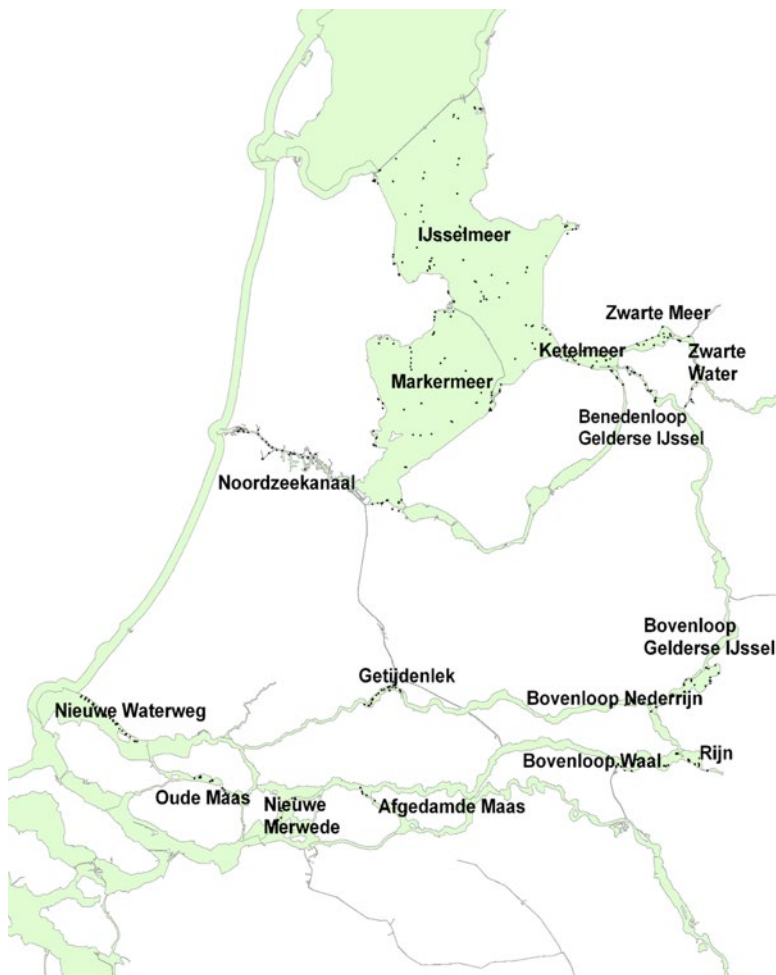 IJsselmeer
Zwarte Meer
Ketelmeer
Zwarte
Water
Markermeer
Benedenloop
Gelderse IJssel
Noordzeekanaal
Bovenloop
Gelderse IJssel
Getijdenlek
Bovenloop Nederrijn
Nieuwe Waterweg
Rijn
Bovenloop Waal
Oude Maas
Nieuwe
Merwede
Afgedamde Maas